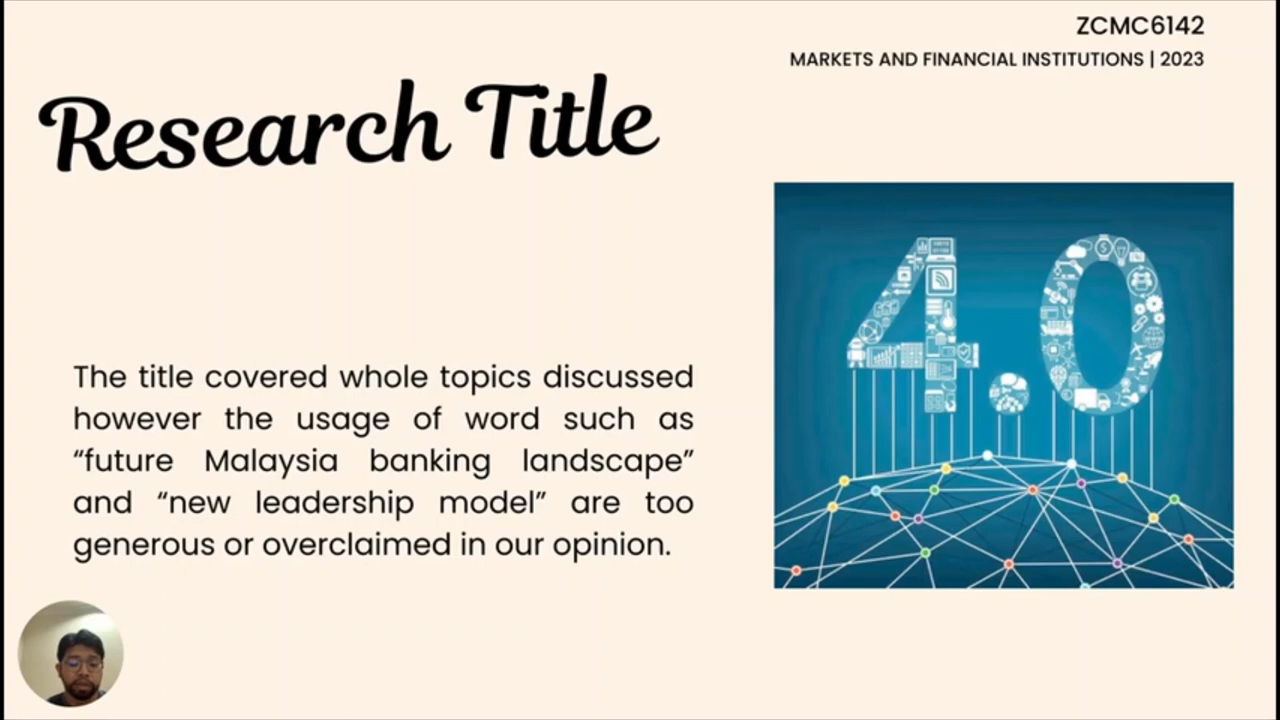 ZCMC6142
MARKETS AND FINANCIAL INSTITUTIONS | 2023
Research Title
4.0
The title covered whole topics discussed
however the usage of word such as
“future Malaysia banking landscape”
and “new leadership model” are too
generous or overclaimed in our opinion.